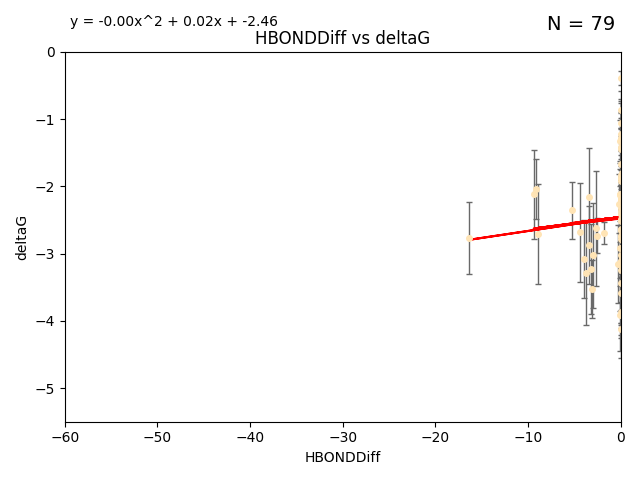 y = -0.00x^2 + 0.02x + -2.46
N = 79
HBONDDiff vs deltaG
deltaG
0
−1
−2
−3
−4
−5
−60
−50
−40
−30
−20
−10
0
HBONDDiff